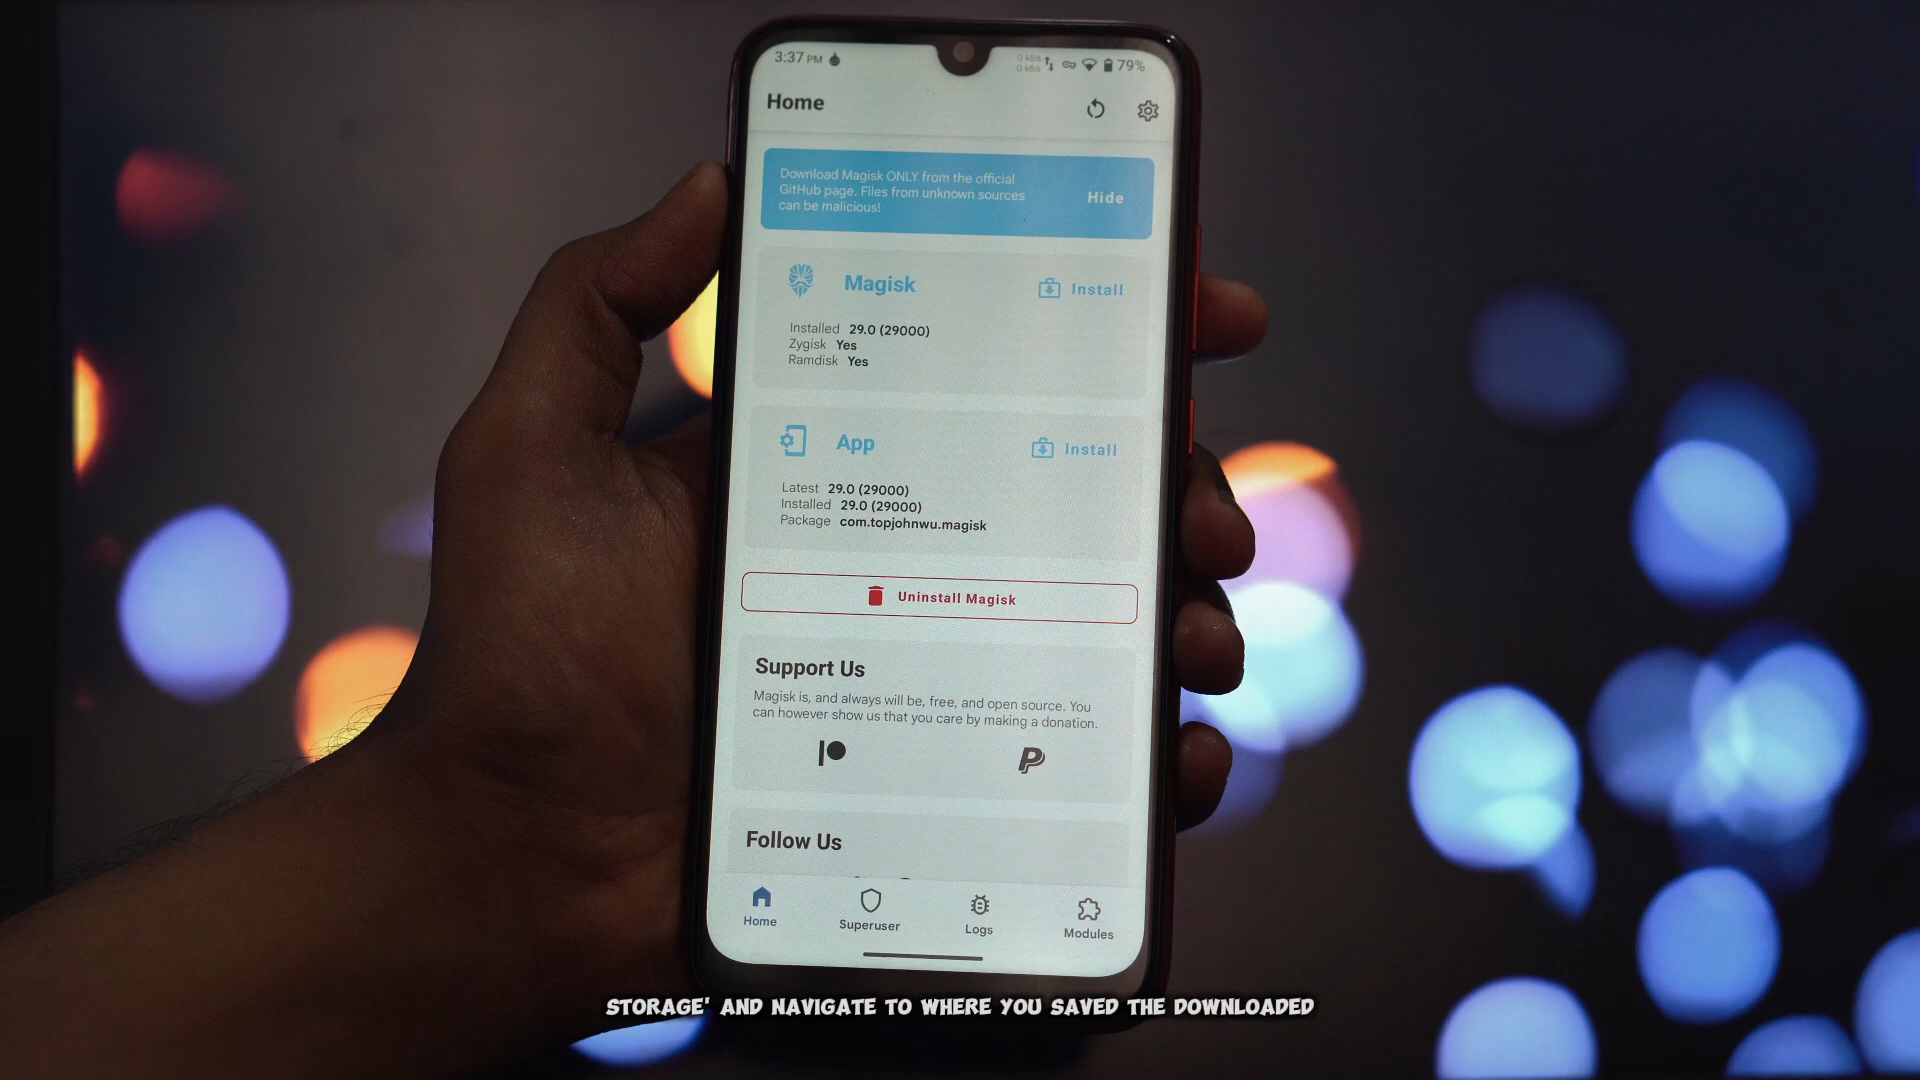 3:37 PM
0 kB/s
0 kB/s
79%
Home
Download Magisk ONLY from the official
GitHub page. Files from unknown sources
can be malicious!
Hide
Magisk
Install
Installed 29.0 (29000)
Zygisk Yes
Ramdisk Yes
App
Install
Latest 29.0 (29000)
Installed 29.0 (29000)
Package com.topjohnwu.magisk
Uninstall Magisk
Support Us
Magisk is, and always will be, free, and open source. You
can however show us that you care by making a donation.
Follow Us
Home
Superuser
Logs
Modules
STORAGE' AND NAVIGATE TO WHERE YOU SAVED THE DOWNLOADED